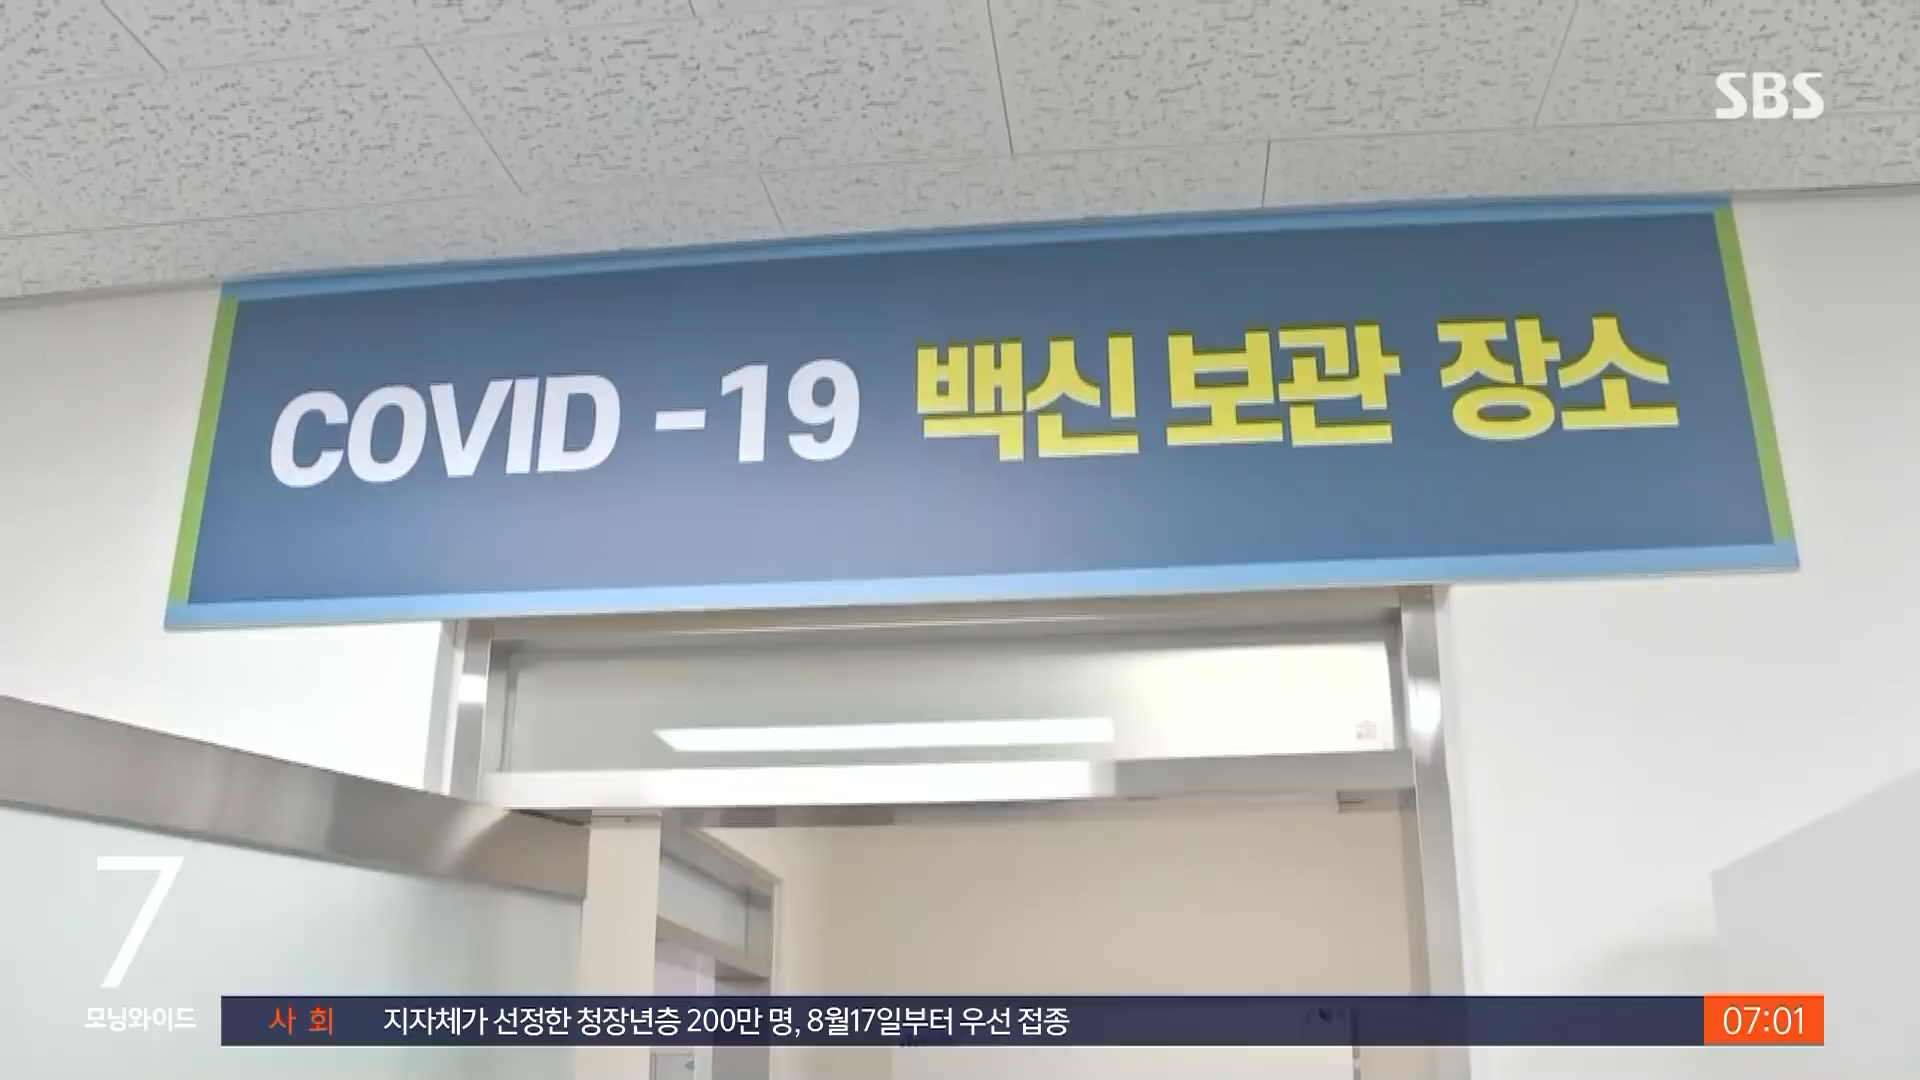 SBS
COVID -19 백신 보관 장소
7
모닝와이드
사 회 지자체가 선정한 청장년층 200만 명, 8월17일부터 우선 접종 07:01